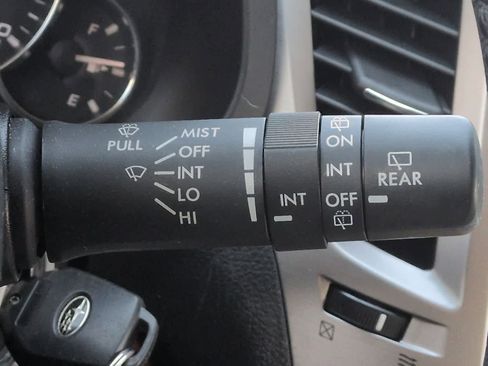 F
E
PULL
MIST
OFF
INT
LO
HI
INT
ON
INT
OFF
REAR